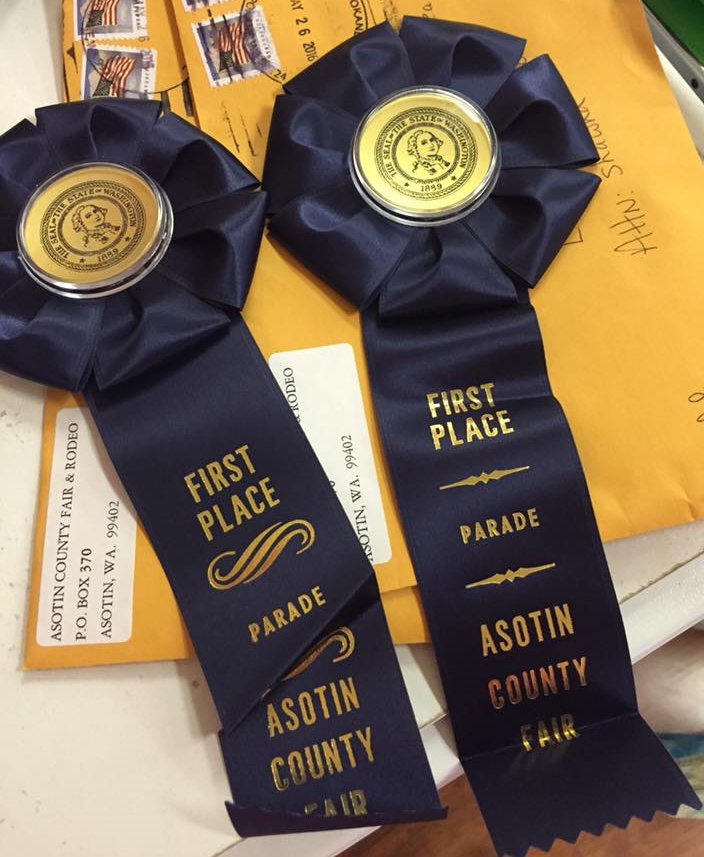 MAY 26 2016
SPOKAN
ATTN: Shawna
THE SEAL OF THE STATE OF WASHINGTON
1889
THE SEAL OF THE STATE OF WASHINGTON
1889
FIRST
PLACE
PARADE
ASOTIN
COUNTY
FAIR
FIRST
PLACE
PARADE
ASOTIN
COUNTY
FAIR
ASOTIN COUNTY FAIR & RODEO
P.O. BOX 370
ASOTIN, WA. 99402
& RODEO
ASOTIN, WA. 99402